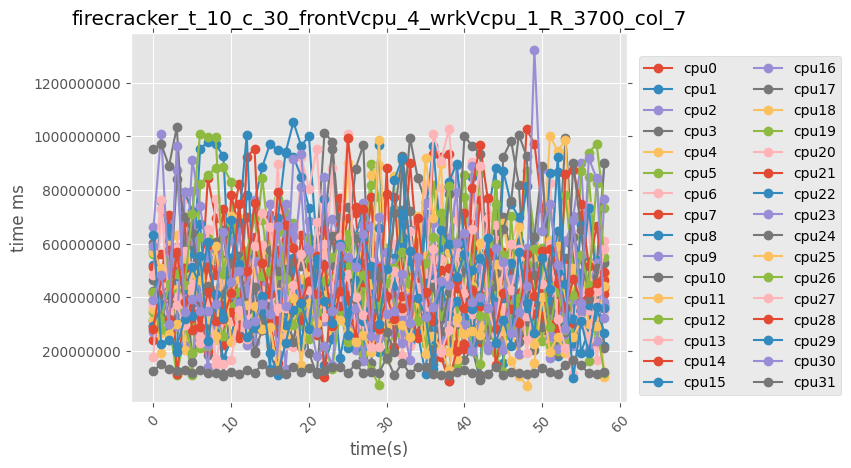 firecracker_t_10_c_30_frontVcpu_4_wrkVcpu_1_R_3700_col_7
time ms
1200000000
1000000000
800000000
600000000
400000000
200000000
0
10
20
30
40
50
60
time(s)
cpu0
cpu1
cpu2
cpu3
cpu4
cpu5
cpu6
cpu7
cpu8
cpu9
cpu10
cpu11
cpu12
cpu13
cpu14
cpu15
cpu16
cpu17
cpu18
cpu19
cpu20
cpu21
cpu22
cpu23
cpu24
cpu25
cpu26
cpu27
cpu28
cpu29
cpu30
cpu31